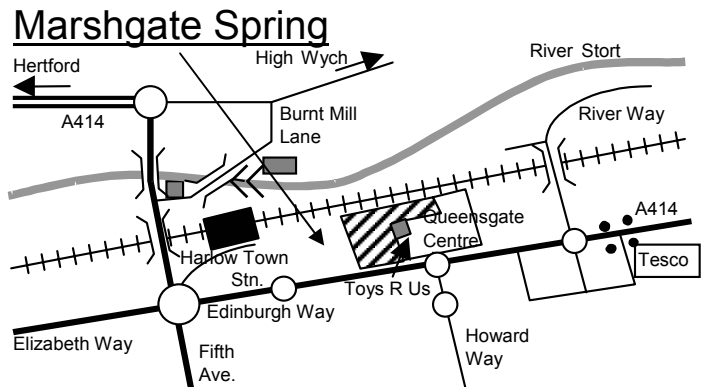 Marshgate Spring
Hertford
High Wych
River Stort
A414
Burnt Mill
Lane
River Way
A414
Queensgate
Centre
Harlow Town
Stn.
Toys R Us
Tesco
Edinburgh Way
Elizabeth Way
Fifth
Ave.
Howard
Way